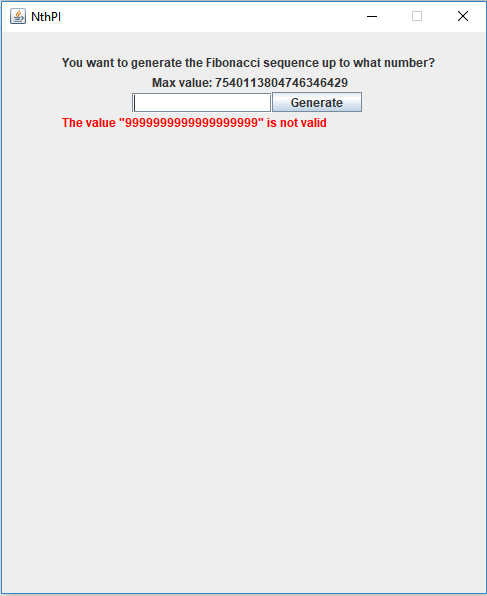 NthPI
You want to generate the Fibonacci sequence up to what number?
Max value: 7540113804746346429
Generate
The value "9999999999999999999" is not valid